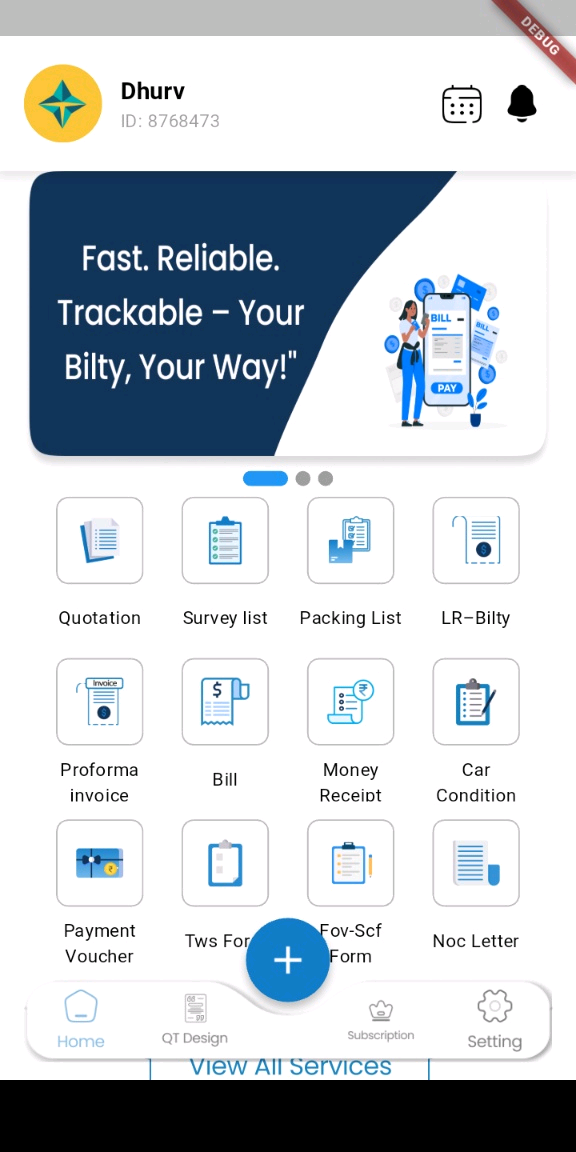 DEBUG
Dhurv
ID: 8768473
Fast. Reliable.
Trackable – Your
Bilty, Your Way!"
BILL
BILL
PAY
Quotation
Survey list
Packing List
LR–Bilty
Invoice
Proforma
invoice
Bill
Money
Receipt
Car
Condition
Payment
Voucher
Tws For
Fov-Scf
Form
Noc Letter
Home
QT Design
Subscription
Setting
View All Services